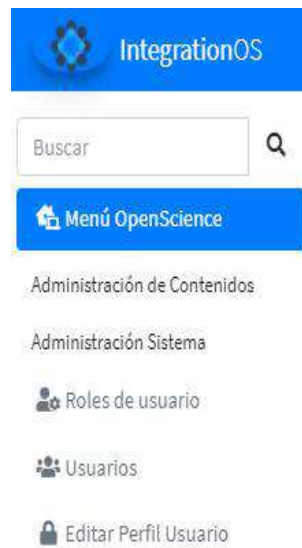 IntegrationOS
Buscar
Menú OpenScience
Administración de Contenidos
Administración Sistema
Roles de usuario
Usuarios
Editar Perfil Usuario